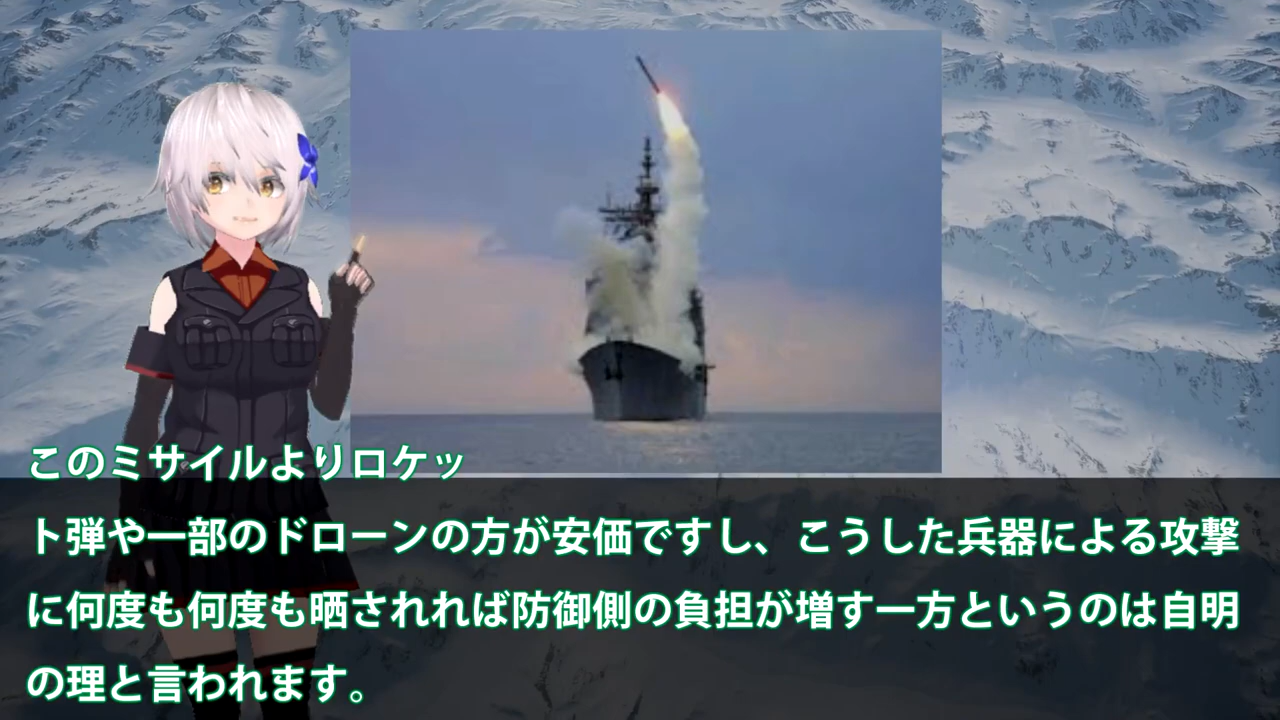 このミサイルよりロケッ
ト弾や一部のドローンの方が安価ですし、こうした兵器による攻撃
に何度も何度も晒されれば防御側の負担が増す一方というのは自明
の理と言われます。